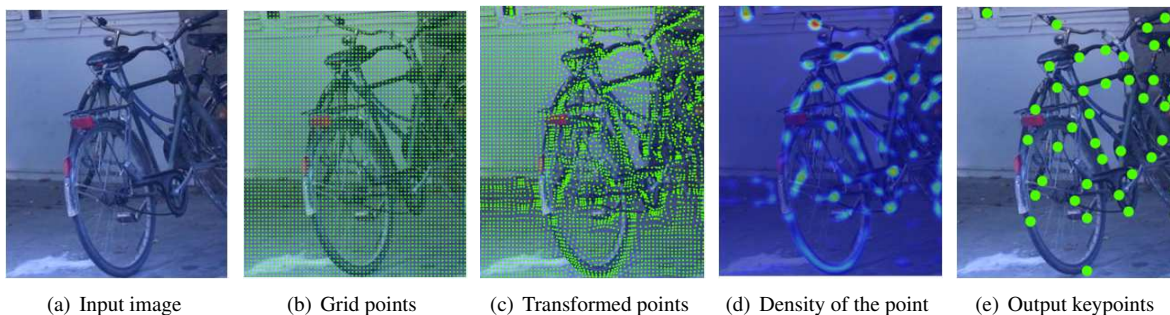 (a) Input image
(b) Grid points
(c) Transformed points
(d) Density of the point
(e) Output keypoints